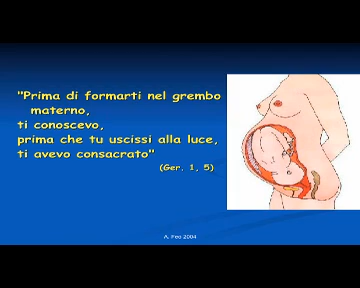 "Prima di formarti nel grembo
materno,
ti conoscevo,
prima che tu uscissi alla luce,
ti avevo consacrato"
(Ger. 1, 5)
A. Feo 2004